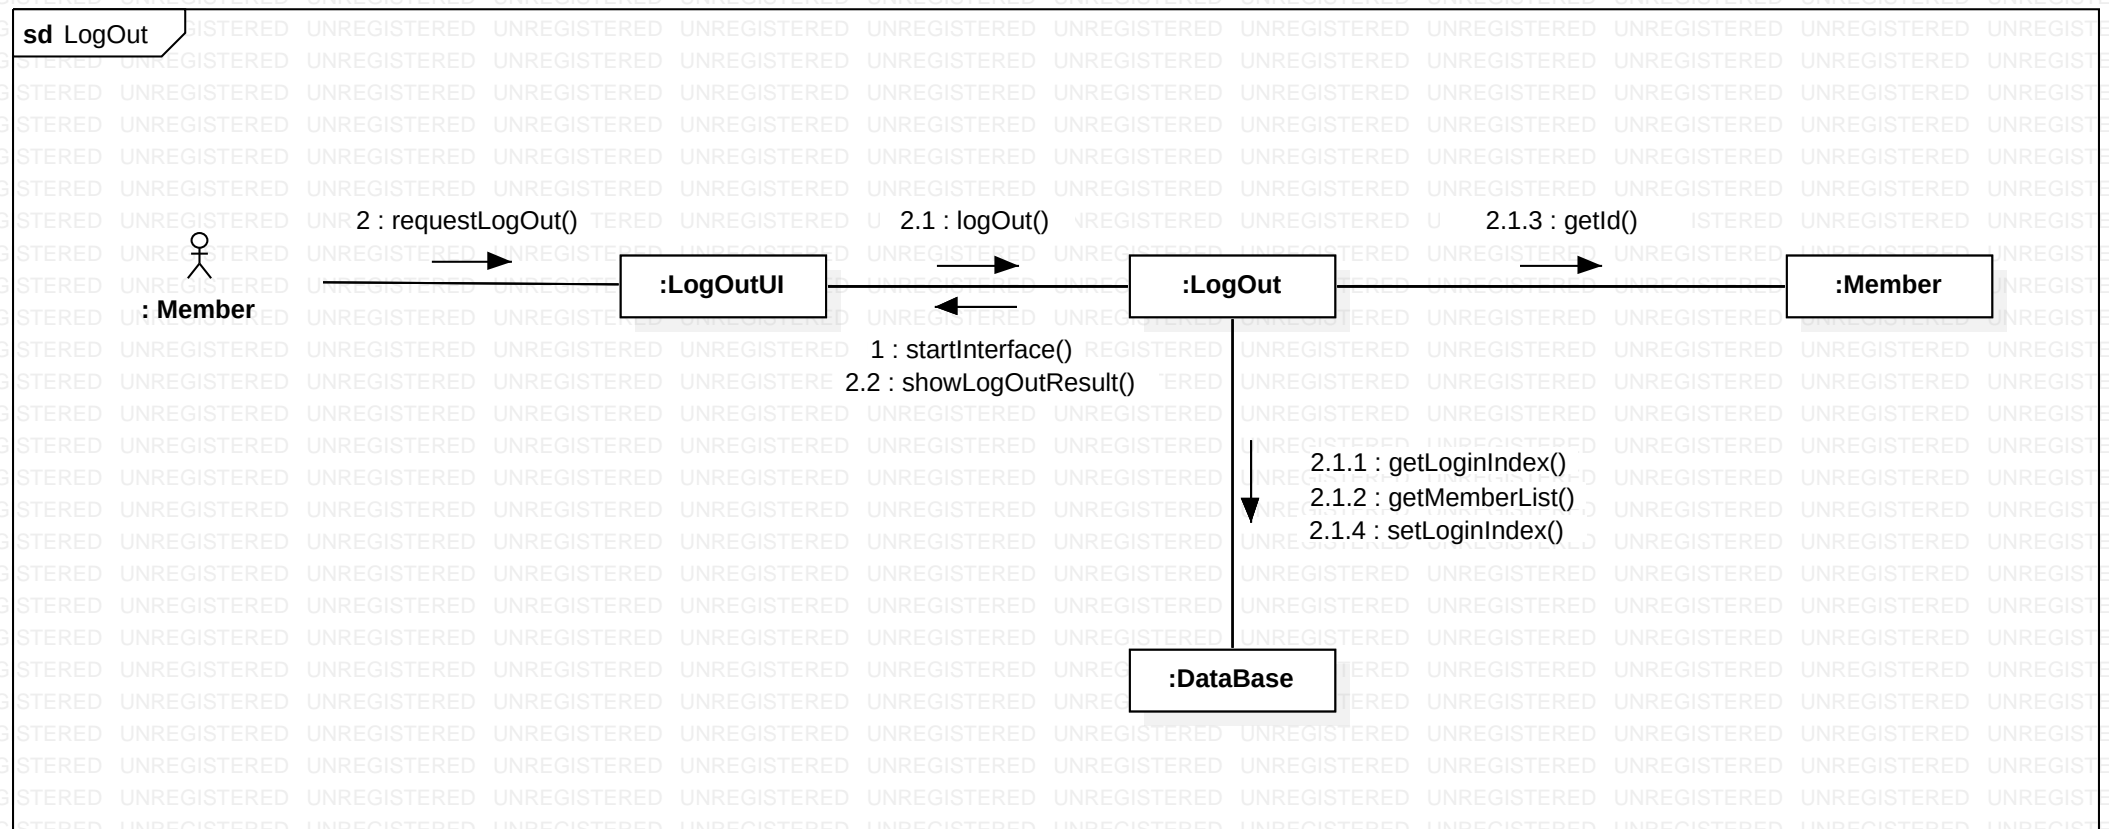 sd LogOut
2 : requestLogOut()
2.1 : logOut()
2.1.3 : getId()
: Member
:LogOutUI
:LogOut
:Member
1 : startInterface()
2.2 : showLogOutResult()
2.1.1 : getLoginIndex()
2.1.2 : getMemberList()
2.1.4 : setLoginIndex()
:DataBase
UNREGISTERED